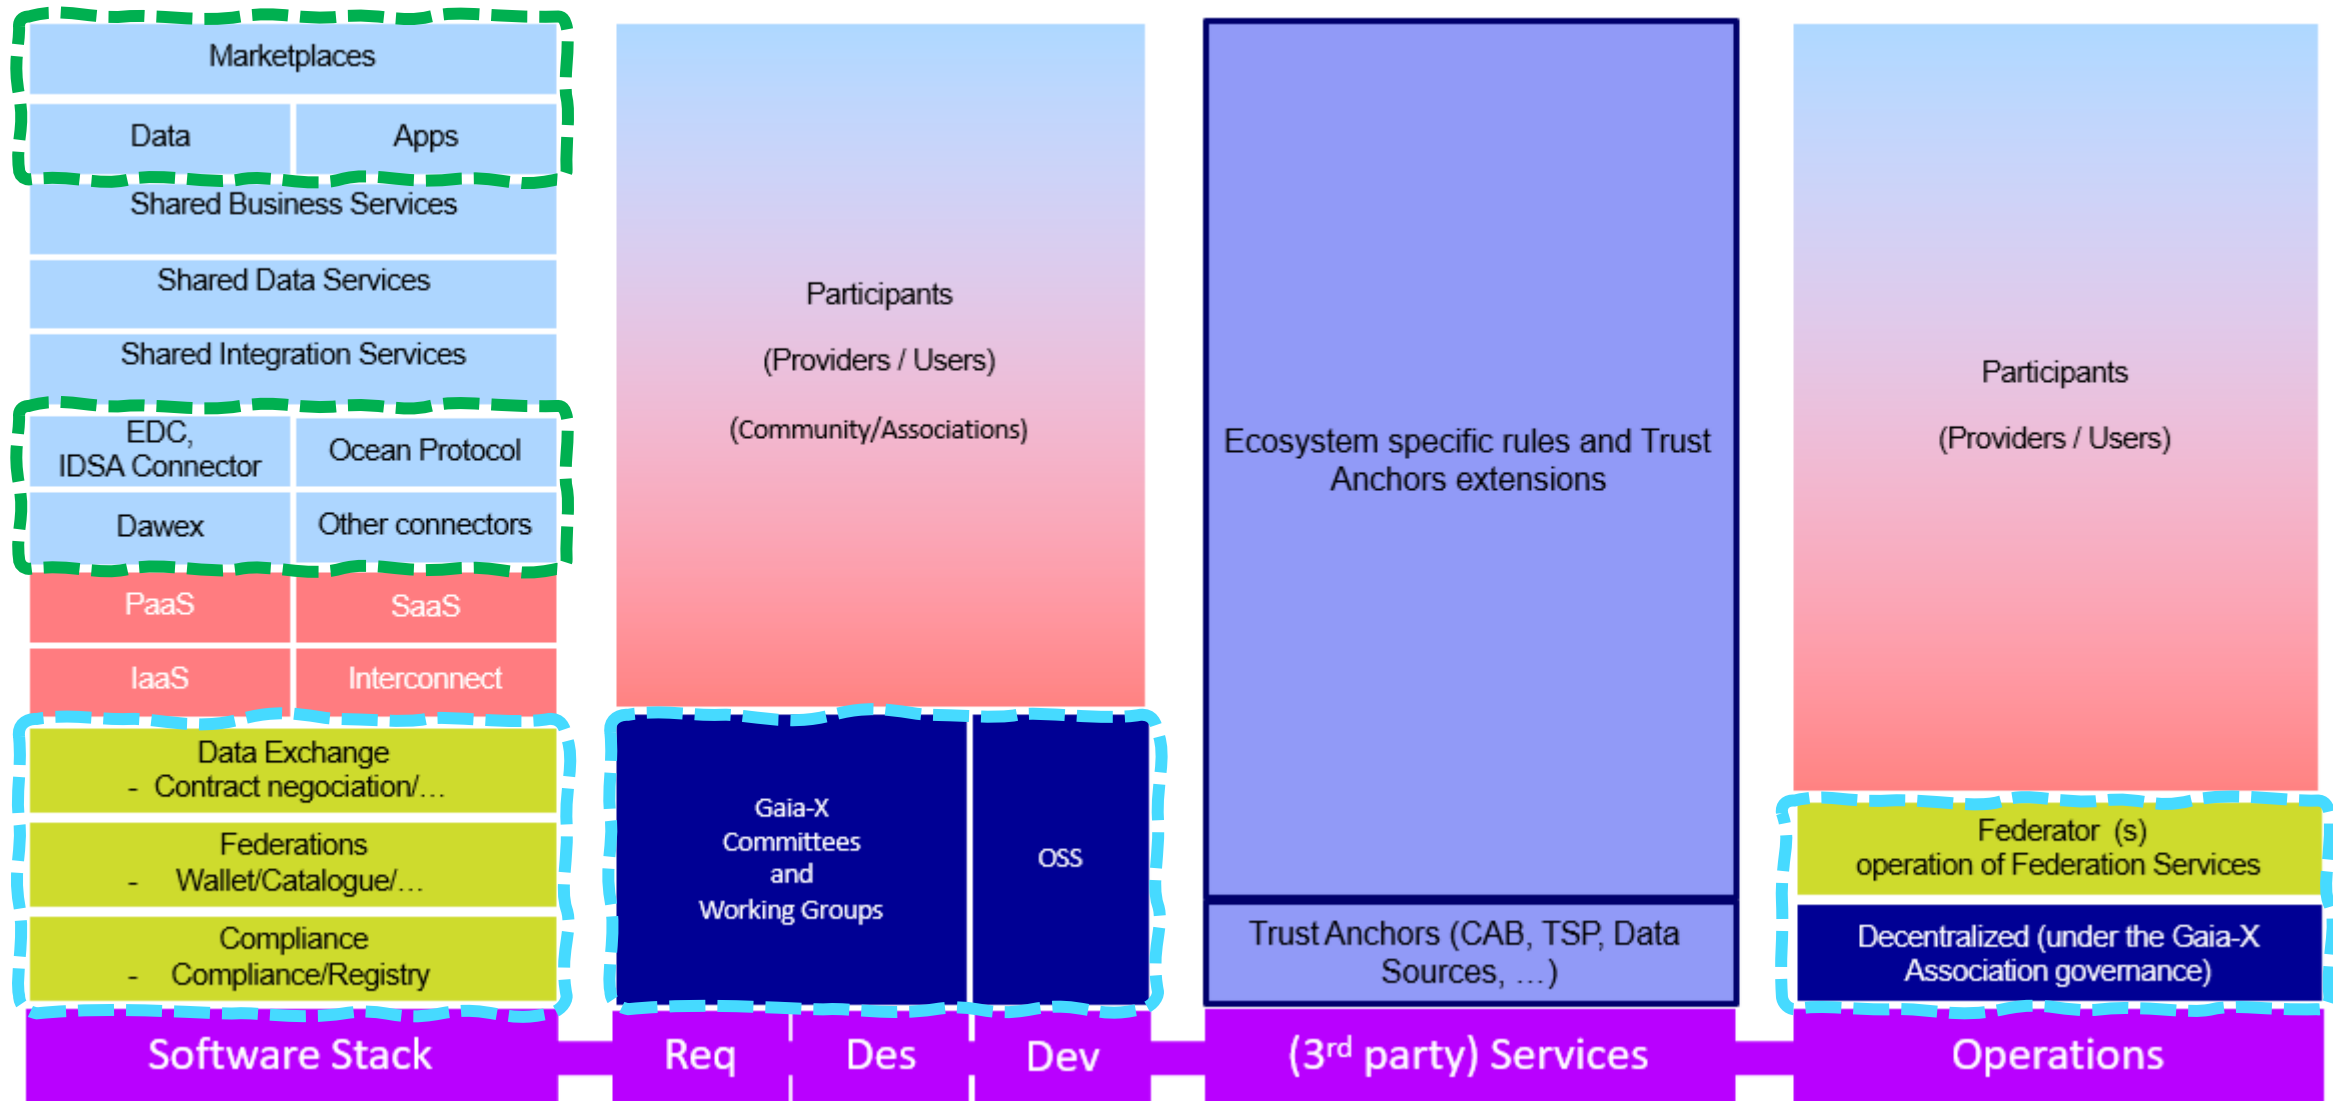 Marketplaces
Data
Apps
Shared Business Services
Shared Data Services
Shared Integration Services
EDC,
IDSA Connector
Ocean Protocol
Dawex
Other connectors
PaaS
SaaS
IaaS
Interconnect
Data Exchange
- Contract negociation/...
Federations
- Wallet/Catalogue/...
Compliance
- Compliance/Registry
Software Stack
Participants
(Providers / Users)
(Community/Associations)
Gaia-X
Committees
and
Working Groups
OSS
Req
Des
Dev
Ecosystem specific rules and Trust
Anchors extensions
Trust Anchors (CAB, TSP, Data
Sources, ...)
(3rd party) Services
Participants
(Providers / Users)
Federator (s)
operation of Federation Services
Decentralized (under the Gaia-X
Association governance)
Operations